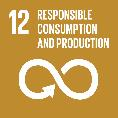 12 RESPONSIBLE
CONSUMPTION
AND PRODUCTION